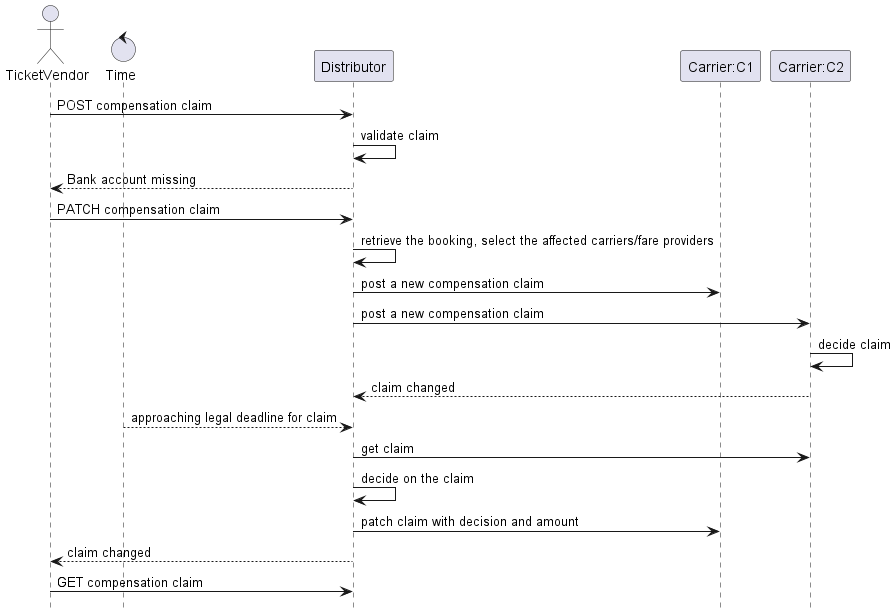 TicketVendor
Time
Distributor
Carrier:C1
Carrier:C2
POST compensation claim
validate claim
Bank account missing
PATCH compensation claim
retrieve the booking, select the affected carriers/fare providers
post a new compensation claim
post a new compensation claim
decide claim
claim changed
approaching legal deadline for claim
get claim
decide on the claim
patch claim with decision and amount
claim changed
GET compensation claim